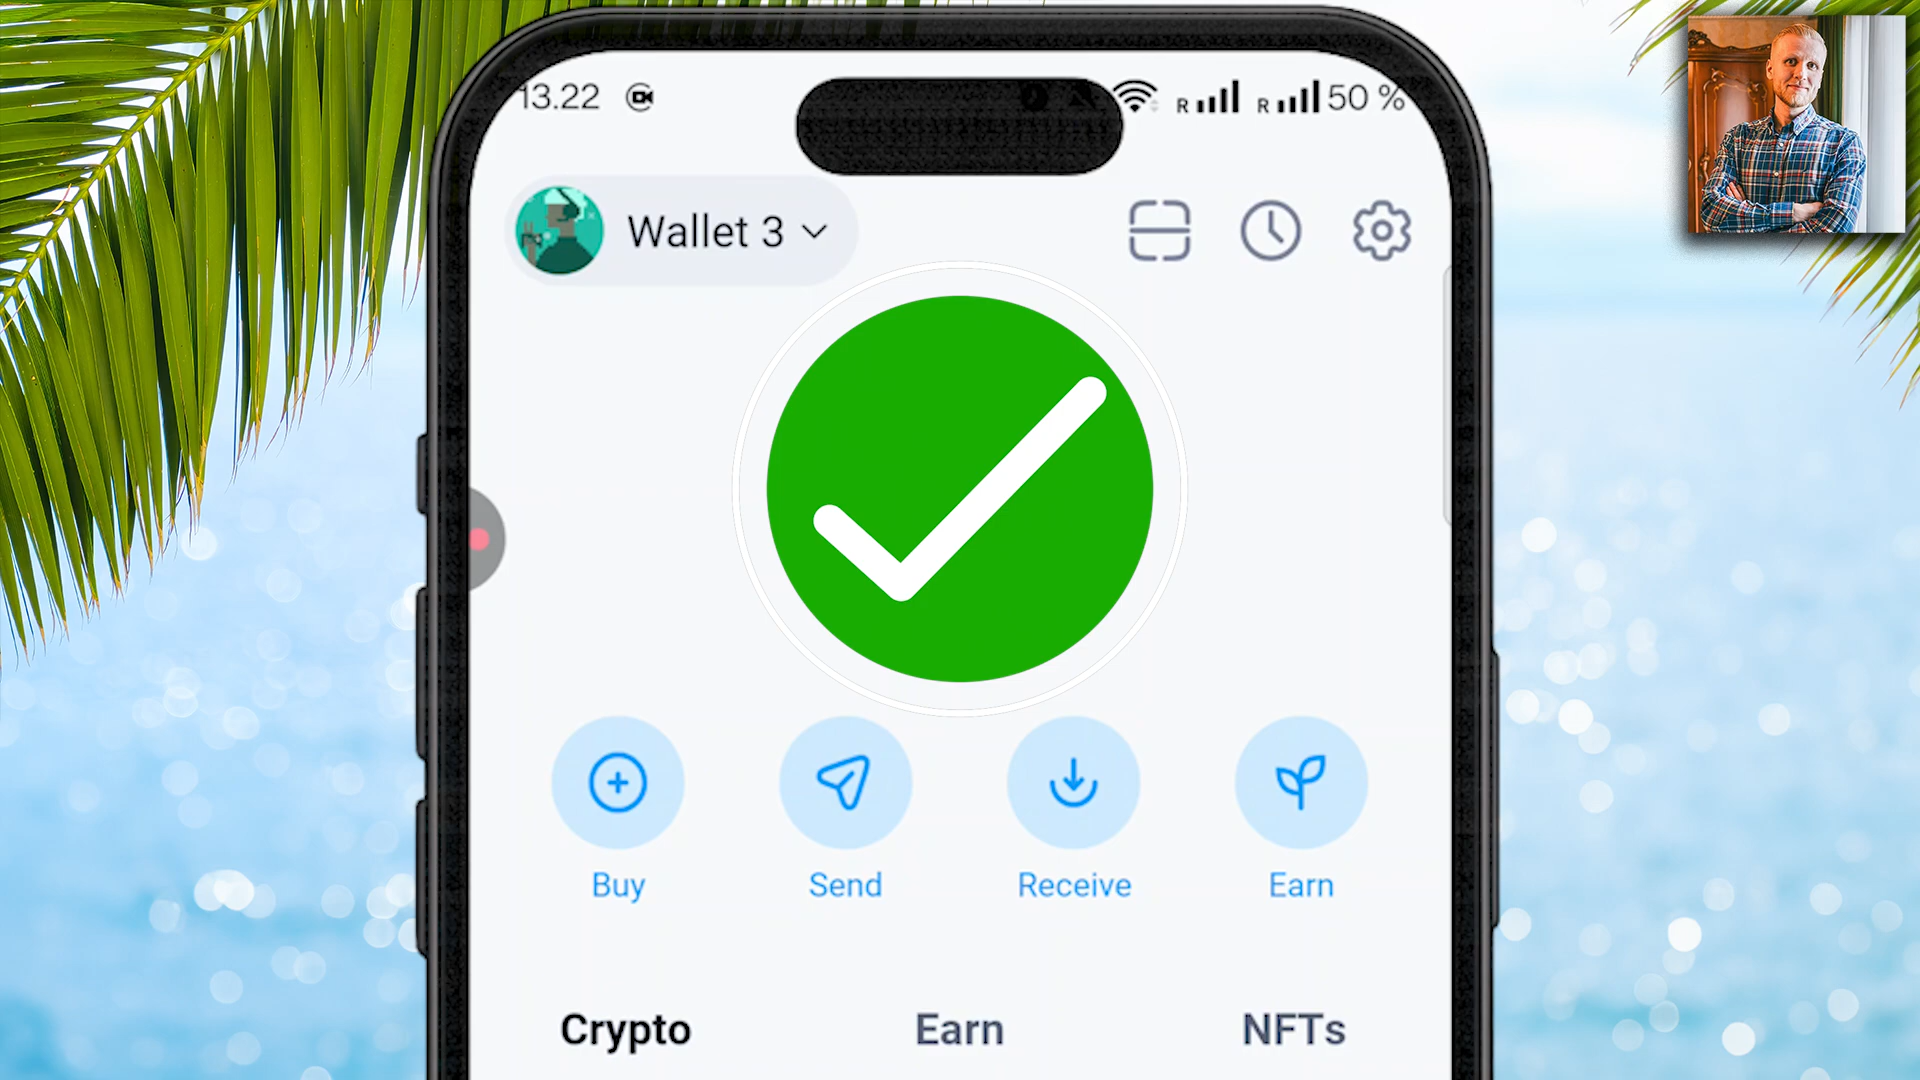 13.22 R R 50 %
Wallet 3
Buy Send Receive Earn
Crypto Earn NFTs